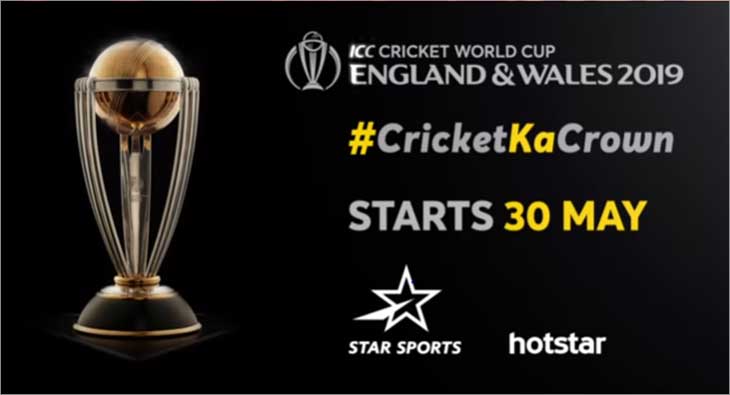 ICC CRICKET WORLD CUP
ENGLAND & WALES 2019
#CricketKaCrown
STARTS 30 MAY
STAR SPORTS
hotstar